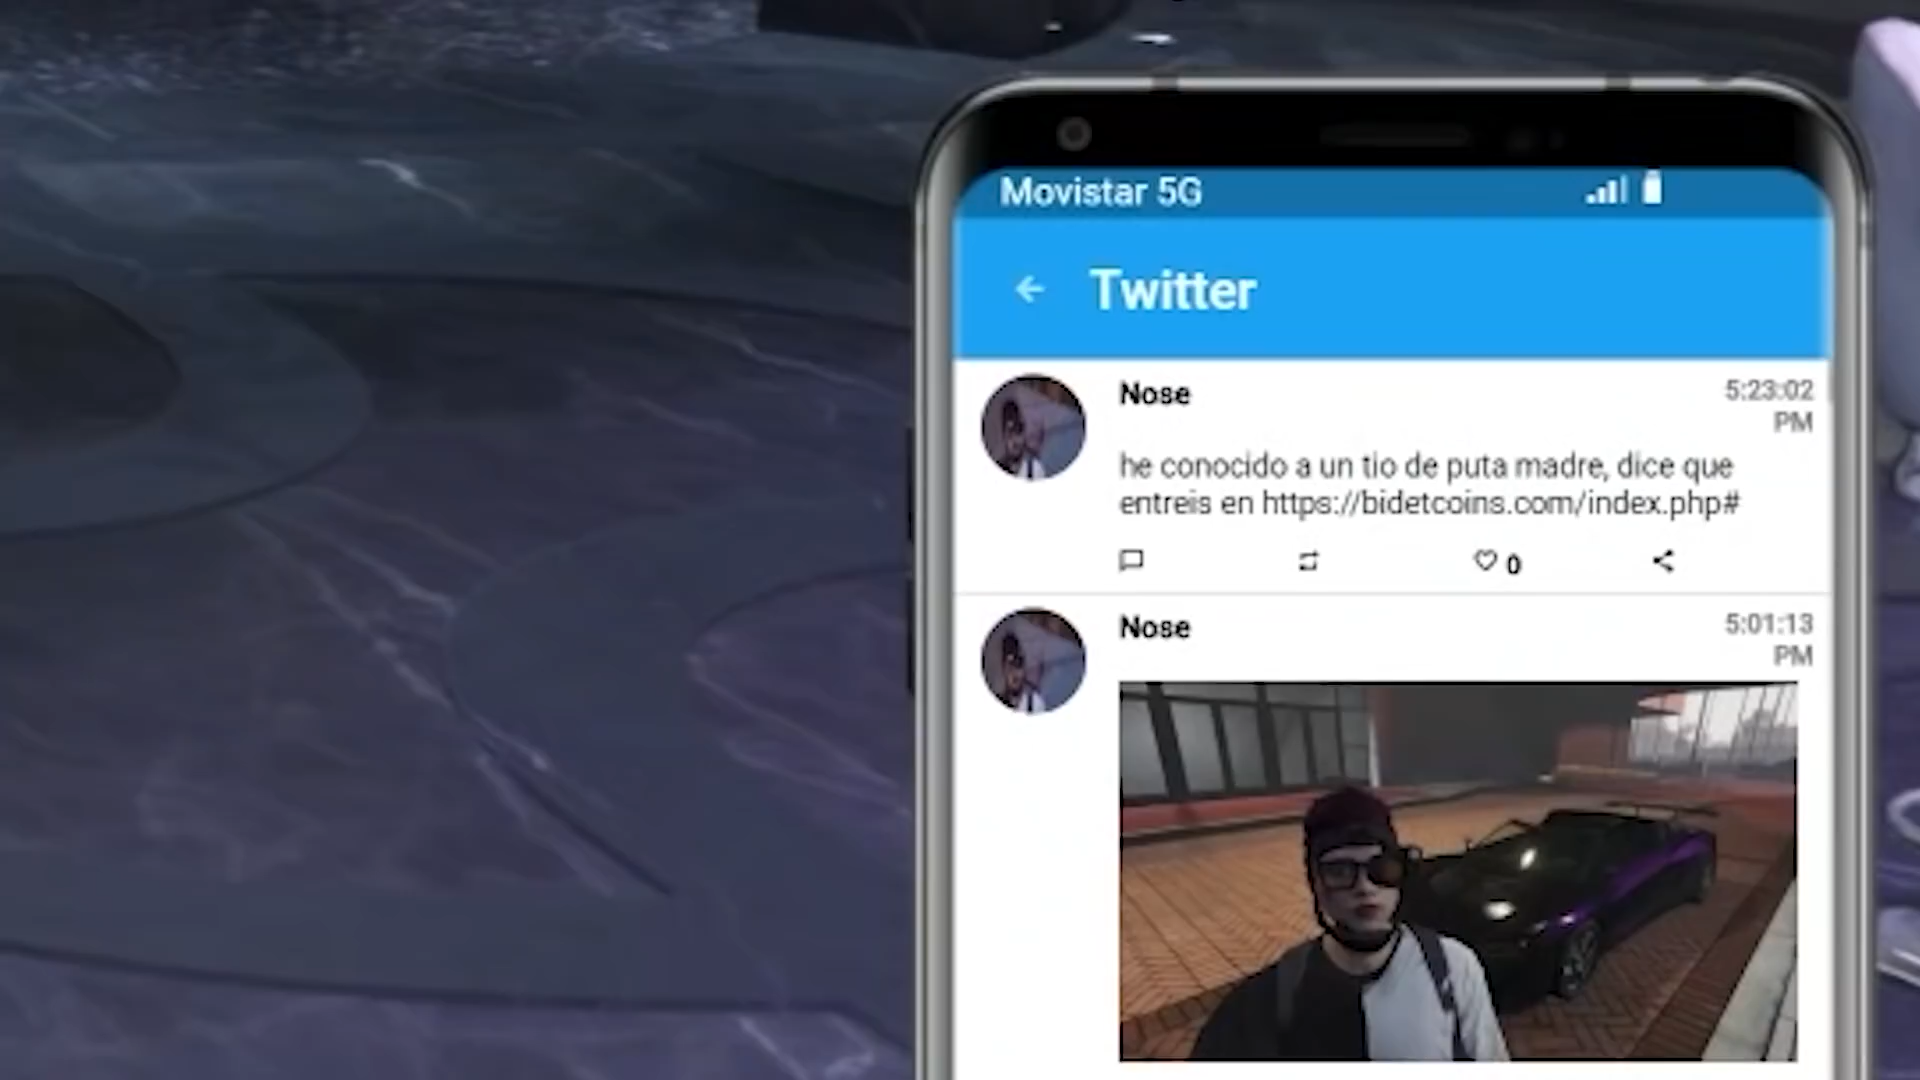 Movistar 5G
Twitter
Nose
5:23:02
PM
he conocido a un tio de puta madre, dice que
entreis en https://bidetcoins.com/index.php#
0
Nose
5:01:13
PM